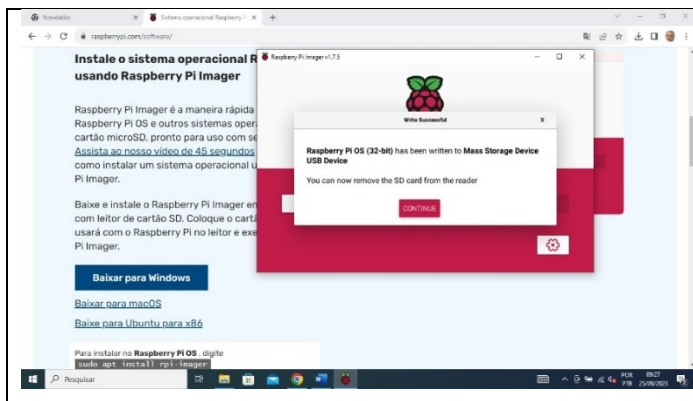 Novidades
Sistema operacional Raspberry Pi
raspberrypi.com/software/
Instale o sistema operacional R
usando Raspberry Pi Imager
Raspberry Pi Imager é a maneira rápida
Raspberry Pi OS e outros sistemas oper
cartão microSD, pronto para uso com se
Assista ao nosso vídeo de 45 segundos
como instalar um sistema operacional u
Pi Imager.
Baixe e instale o Raspberry Pi Imager em
com leitor de cartão SD. Coloque o cartã
usará com o Raspberry Pi no leitor e exe
Pi Imager.
Baixar para Windows
Baixar para macOS
Baixe para Ubuntu para x86
Para instalar no Raspberry Pi OS , digite
sudo apt install rpi-imager
Raspberry Pi Imager v1.7.5
Write Successful
X
Raspberry Pi OS (32-bit) has been written to Mass Storage Device
USB Device
You can now remove the SD card from the reader
CONTINUE
Pesquisar
POR
PTB
09:27
25/09/2023